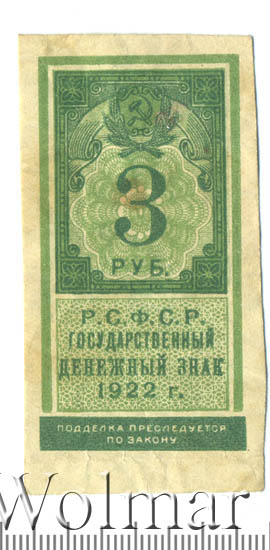 3
РУБ.
Р.С.Ф.С.Р.
ГОСУДАРСТВЕННЫЙ
ДЕНЕЖНЫЙ ЗНАК
1922 г.
ПОДДЕЛКА ПРЕСЛЕДУЕТСЯ
ПО ЗАКОНУ
Wolmar